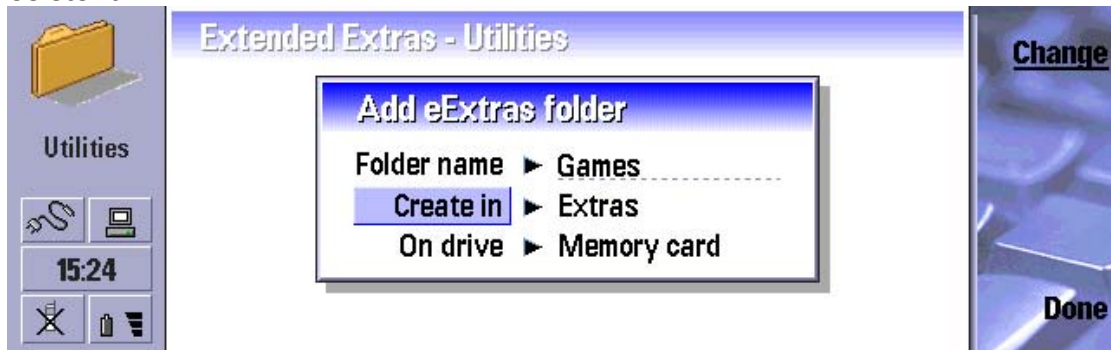 Extended Extras - Utilities
Change
Add eExtras folder
Utilities
Folder name ► Games
Create in ► Extras
On drive ► Memory card
15:24
Done